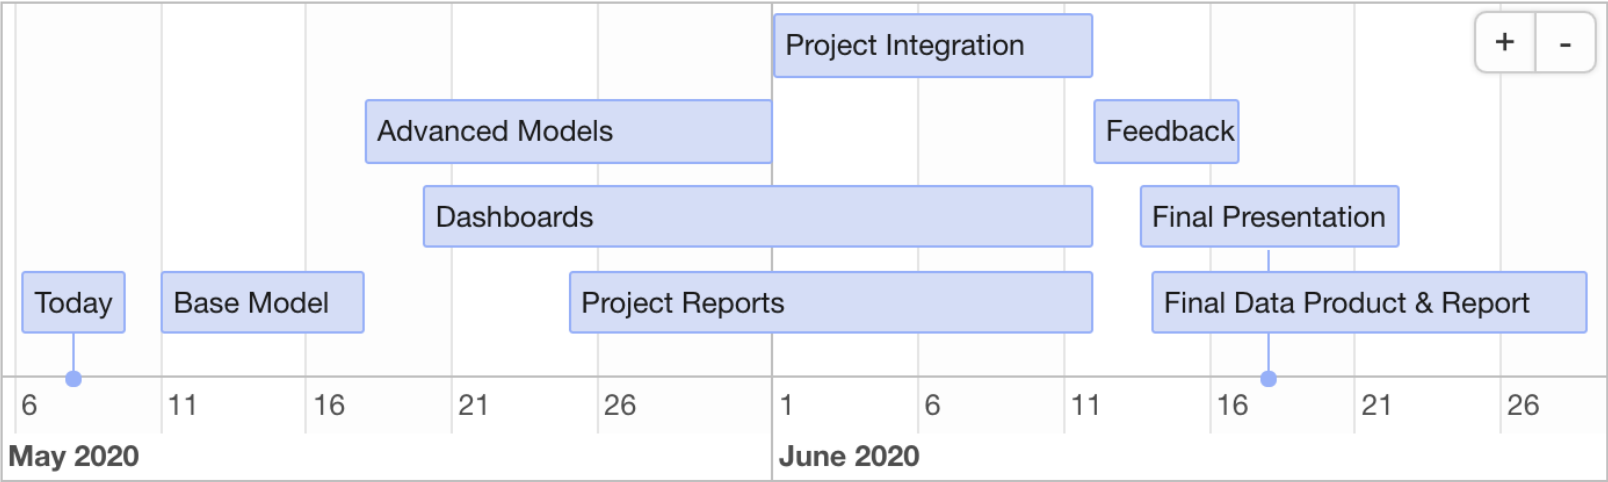 Project Integration
+ -
Advanced Models
Feedback
Dashboards
Final Presentation
Today
Base Model
Project Reports
Final Data Product & Report
6 11 16 21 26 1 6 11 16 21 26
May 2020
June 2020